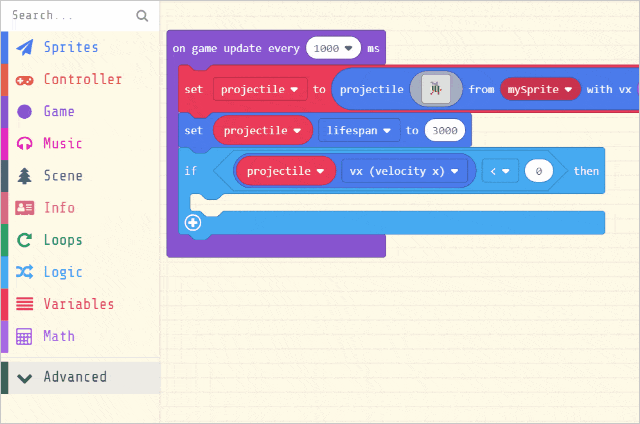 Search...
Sprites
Controller
Game
Music
Scene
Info
Loops
Logic
Variables
Math
Advanced
on game update every 1000 ms
set projectile to projectile from mySprite with vx
set projectile lifespan to 3000
if projectile vx (velocity x) < 0 then